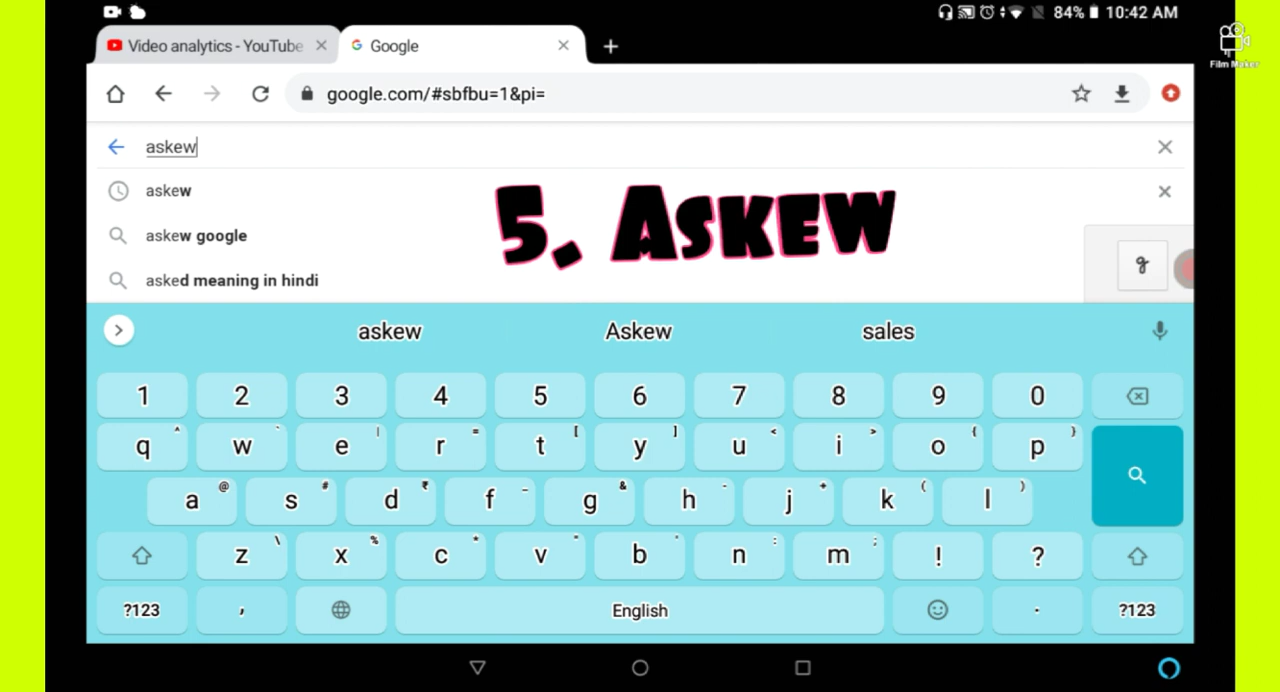 84% 10:42 AM
Video analytics - YouTube
Google
Film Maker
google.com/#sbfbu=1&pi=
askew
askew
askew google
asked meaning in hindi
5. Askew
askew Askew sales
1 2 3 4 5 6 7 8 9 0
q ^ w ` e | r = t [ y ] u < i > o { p }
a @ s # d ₹ f _ g & h - j + k ( l )
z \ x % c * v " b ' n : m ; ! ?
?123 , English . ?123